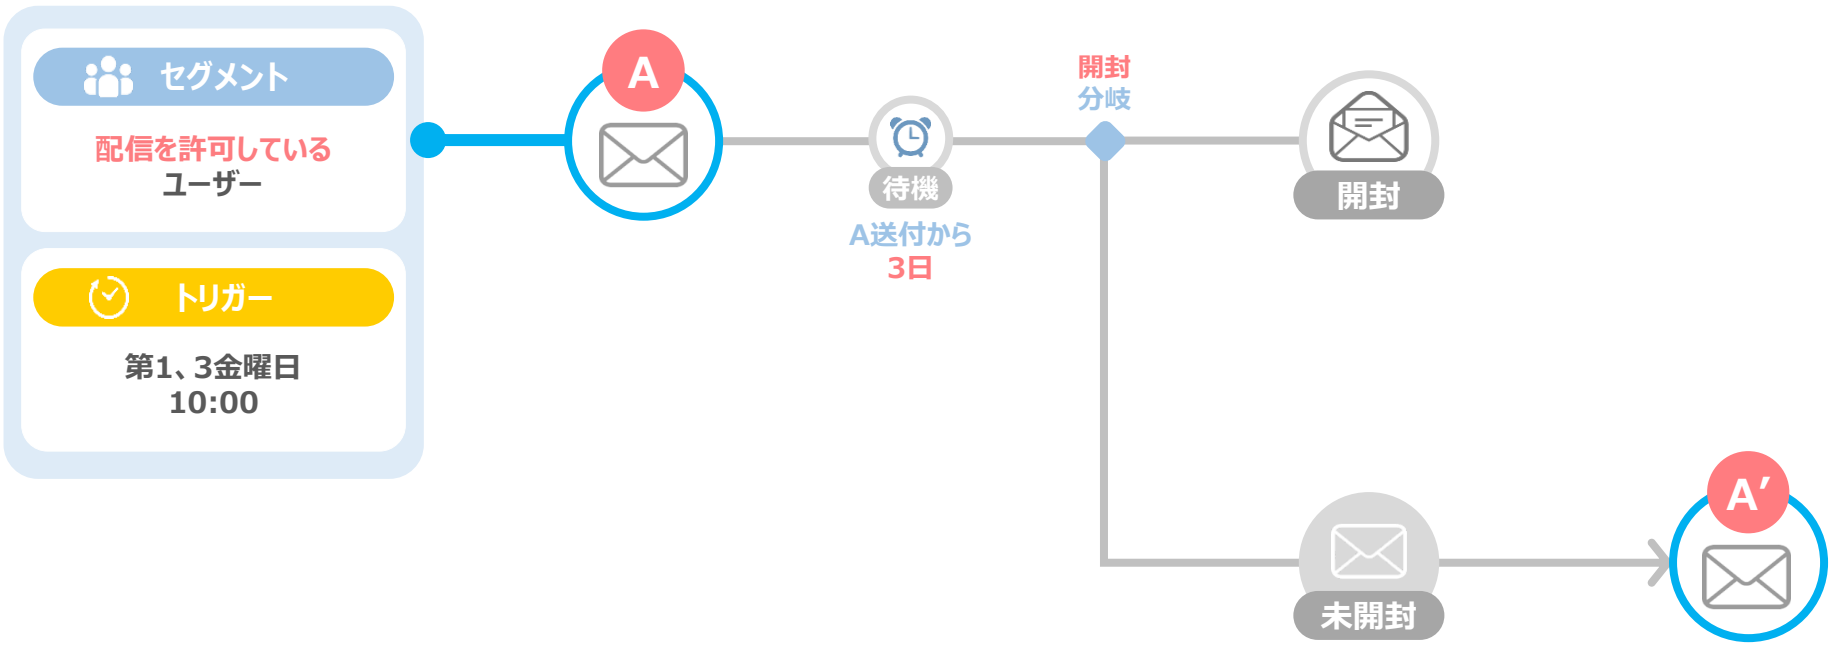 セグメント
配信を許可している
ユーザー
トリガー
第1、3金曜日
10:00
A
待機
A送付から
3日
開封
分岐
開封
未開封
A′